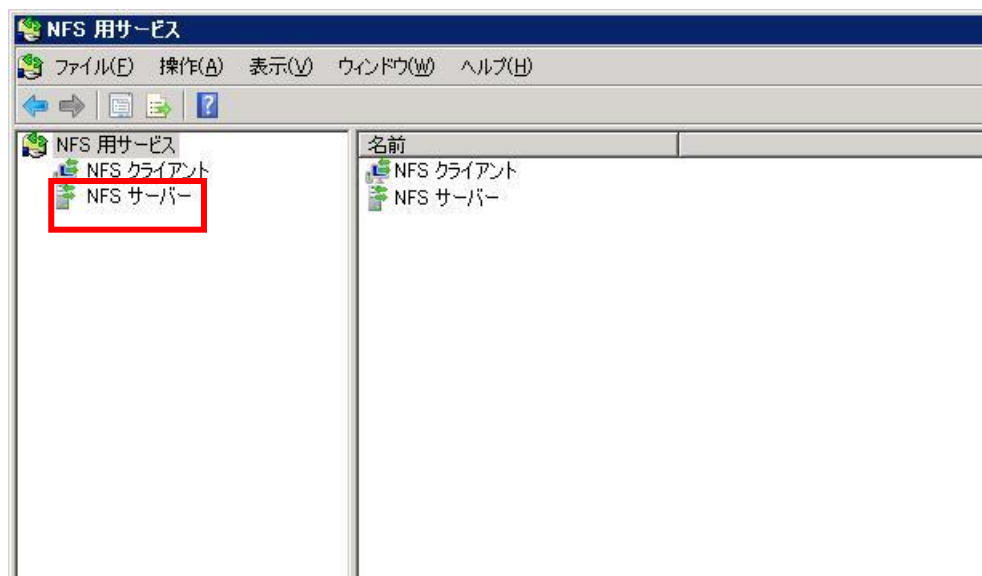 NFS 用サービス
ファイル(F) 操作(A) 表示(V) ウィンドウ(W) ヘルプ(H)
?
NFS 用サービス
NFS クライアント
NFS サーバー
名前
NFS クライアント
NFS サーバー